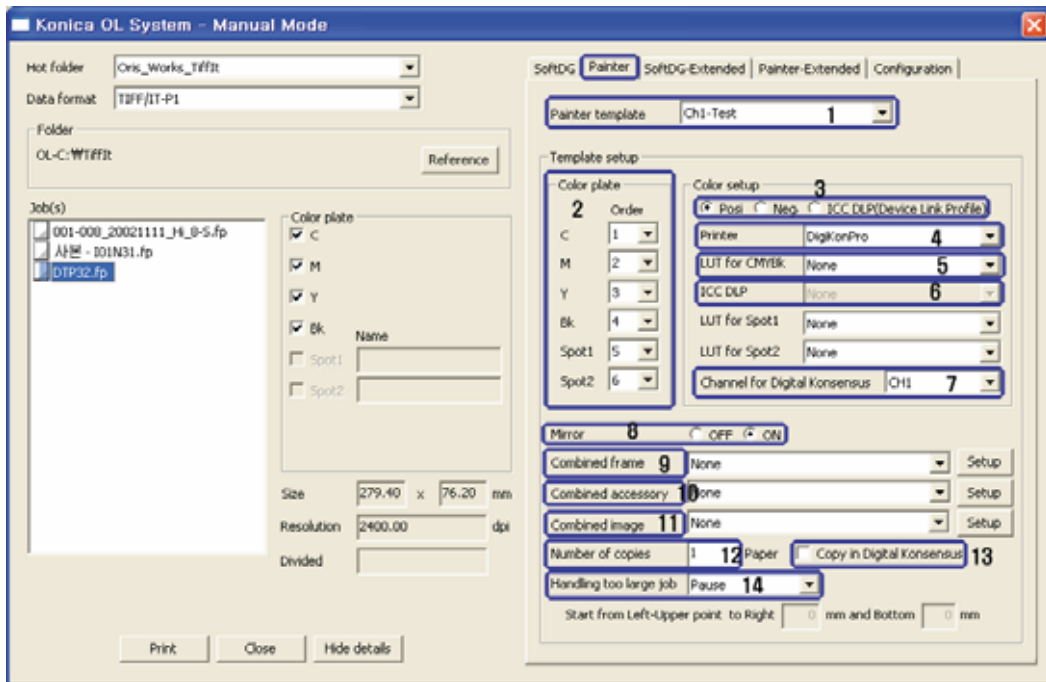 Konica OL System - Manual Mode
Hot folder Oris_Works_TiffIt
Data format TIFF/IT-P1
Folder
OL-C:₩TiffIt
Reference
Job(s)
001-008_20021111_Hi_8-S.fp
사본 - I01N31.fp
DTP32.fp
Color plate
C
M
Y
Bk
Name
Spot1
Spot2
Size 279.40 x 76.20 mm
Resolution 2400.00 dpi
Divided
Print Close Hide details
SoftDG Painter SoftDG-Extended Painter-Extended Configuration
Painter template Ch1-Test 1
Template setup
Color plate
2 Order
C 1
M 2
Y 3
Bk 4
Spot1 5
Spot2 6
Color setup 3
Posi Neg. ICC DLP(Device Link Profile)
Printer DigiKonPro 4
LUT for CMYBk None 5
ICC DLP None 6
LUT for Spot1 None
LUT for Spot2 None
Channel for Digital Konsensus CH1 7
Mirror 8 OFF ON
Combined frame 9 None Setup
Combined accessory 10 None Setup
Combined image 11 None Setup
Number of copies 1 12 Paper Copy in Digital Konsensus 13
Handling too large job Pause 14
Start from Left-Upper point to Right 0 mm and Bottom 0 mm